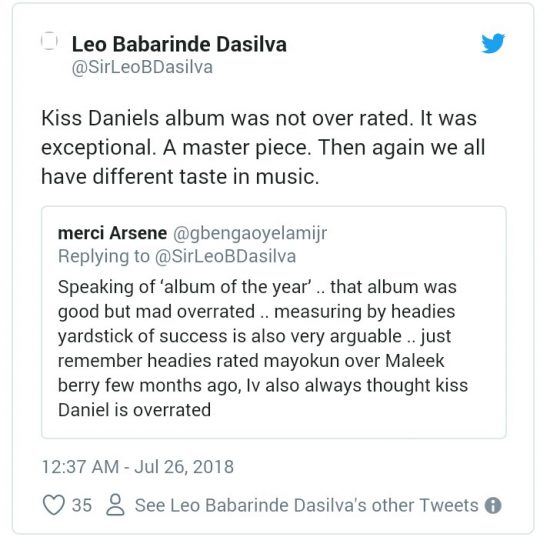 Leo Babarinde Dasilva
@SirLeoBDasilva
Kiss Daniels album was not over rated. It was
exceptional. A master piece. Then again we all
have different taste in music.
merci Arsene @gbengaoyelamijr
Replying to @SirLeoBDasilva
Speaking of ‘album of the year’ .. that album was
good but mad overrated .. measuring by headies
yardstick of success is also very arguable .. just
remember headies rated mayokun over Maleek
berry few months ago, Iv also always thought kiss
Daniel is overrated
12:37 AM - Jul 26, 2018
35 See Leo Babarinde Dasilva's other Tweets